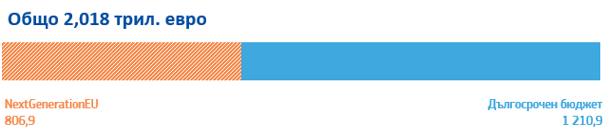 Общо 2,018 трил. евро
NextGenerationEU
806,9
Дългосрочен бюджет
1 210,9